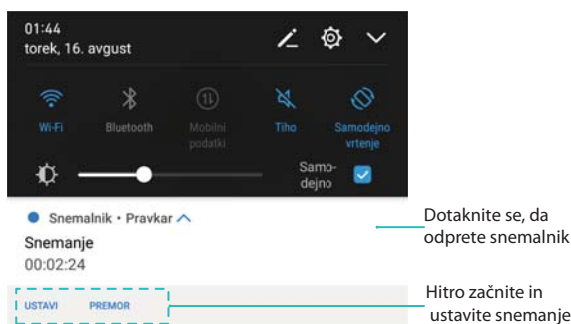 01:44
torek, 16. avgust
Wi-Fi
Bluetooth
Mobilni
podatki
Tiho
Samodejno
vrtenje
Samo-
dejno
Snemalnik • Pravkar
Snemanje
00:02:24
USTAVI PREMOR
Dotaknite se, da
odprete snemalnik
Hitro začnite in
ustavite snemanje